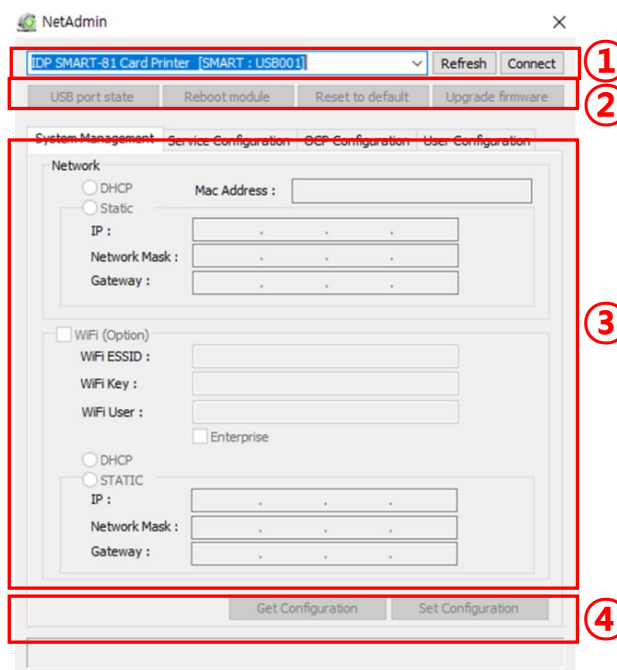 NetAdmin
IDP SMART-81 Card Printer [SMART : USB001] Refresh Connect ①
USB port state Reboot module Reset to default Upgrade firmware ②
System Management Service Configuration OCP Configuration User Configuration
Network
DHCP Mac Address :
Static
IP : . . .
Network Mask :  . . .
Gateway : . . .
③
WiFi (Option)
WiFi ESSID :
WiFi Key :
WiFi User :
Enterprise
DHCP
STATIC
IP : . . .
Network Mask : . . .
Gateway : . . .
Get Configuration Set Configuration ④